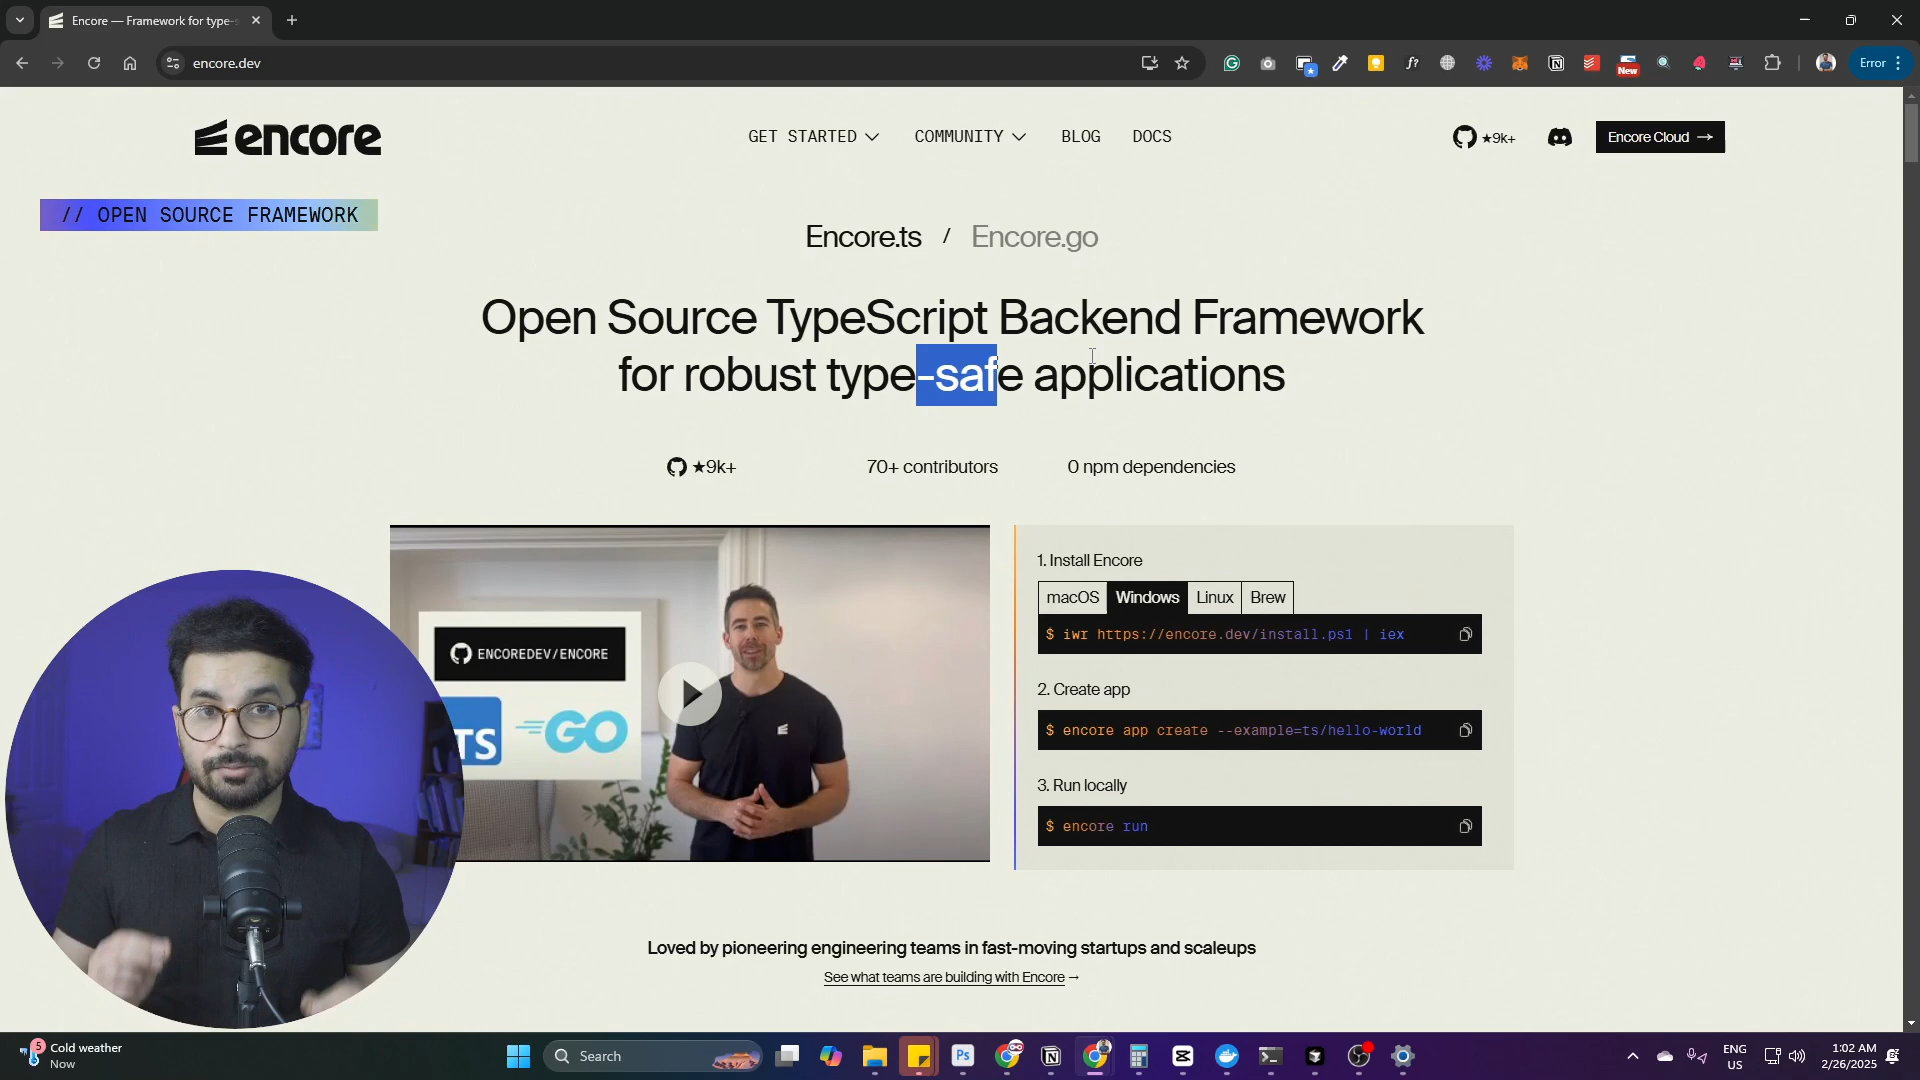 Encore — Framework for type-s
encore.dev
New
Error
encore
GET STARTED
COMMUNITY
BLOG
DOCS
★9k+
Encore Cloud →
// OPEN SOURCE FRAMEWORK
Encore.ts / Encore.go
Open Source TypeScript Backend Framework
for robust type-safe applications
★9k+
70+ contributors
0 npm dependencies
ENCOREDEV/ENCORE
TS
GO
1. Install Encore
macOS
Windows
Linux
Brew
$ iwr https://encore.dev/install.ps1 | iex
2. Create app
$ encore app create --example=ts/hello-world
3. Run locally
$ encore run
Loved by pioneering engineering teams in fast-moving startups and scaleups
See what teams are building with Encore →
5
Cold weather
Now
Search
Ps
ENG
US
1:02 AM
2/26/2025